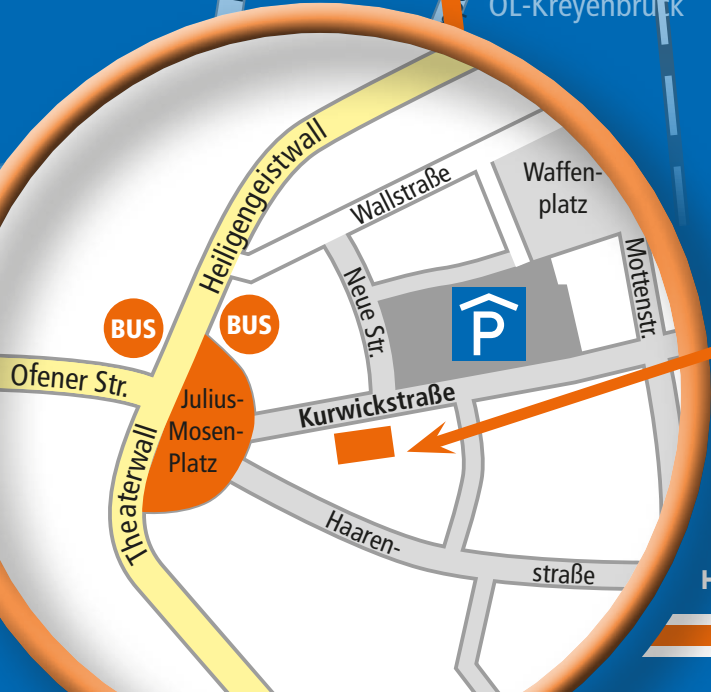 OL-Kreyenbrück
Heiligengeistwall
Wallstraße
Waffen-
platz
Mottenstr.
Neue Str.
BUS
BUS
P
Ofener Str.
Julius-
Mosen-
Platz
Kurwickstraße
Theaterwall
Haaren-
straße
H